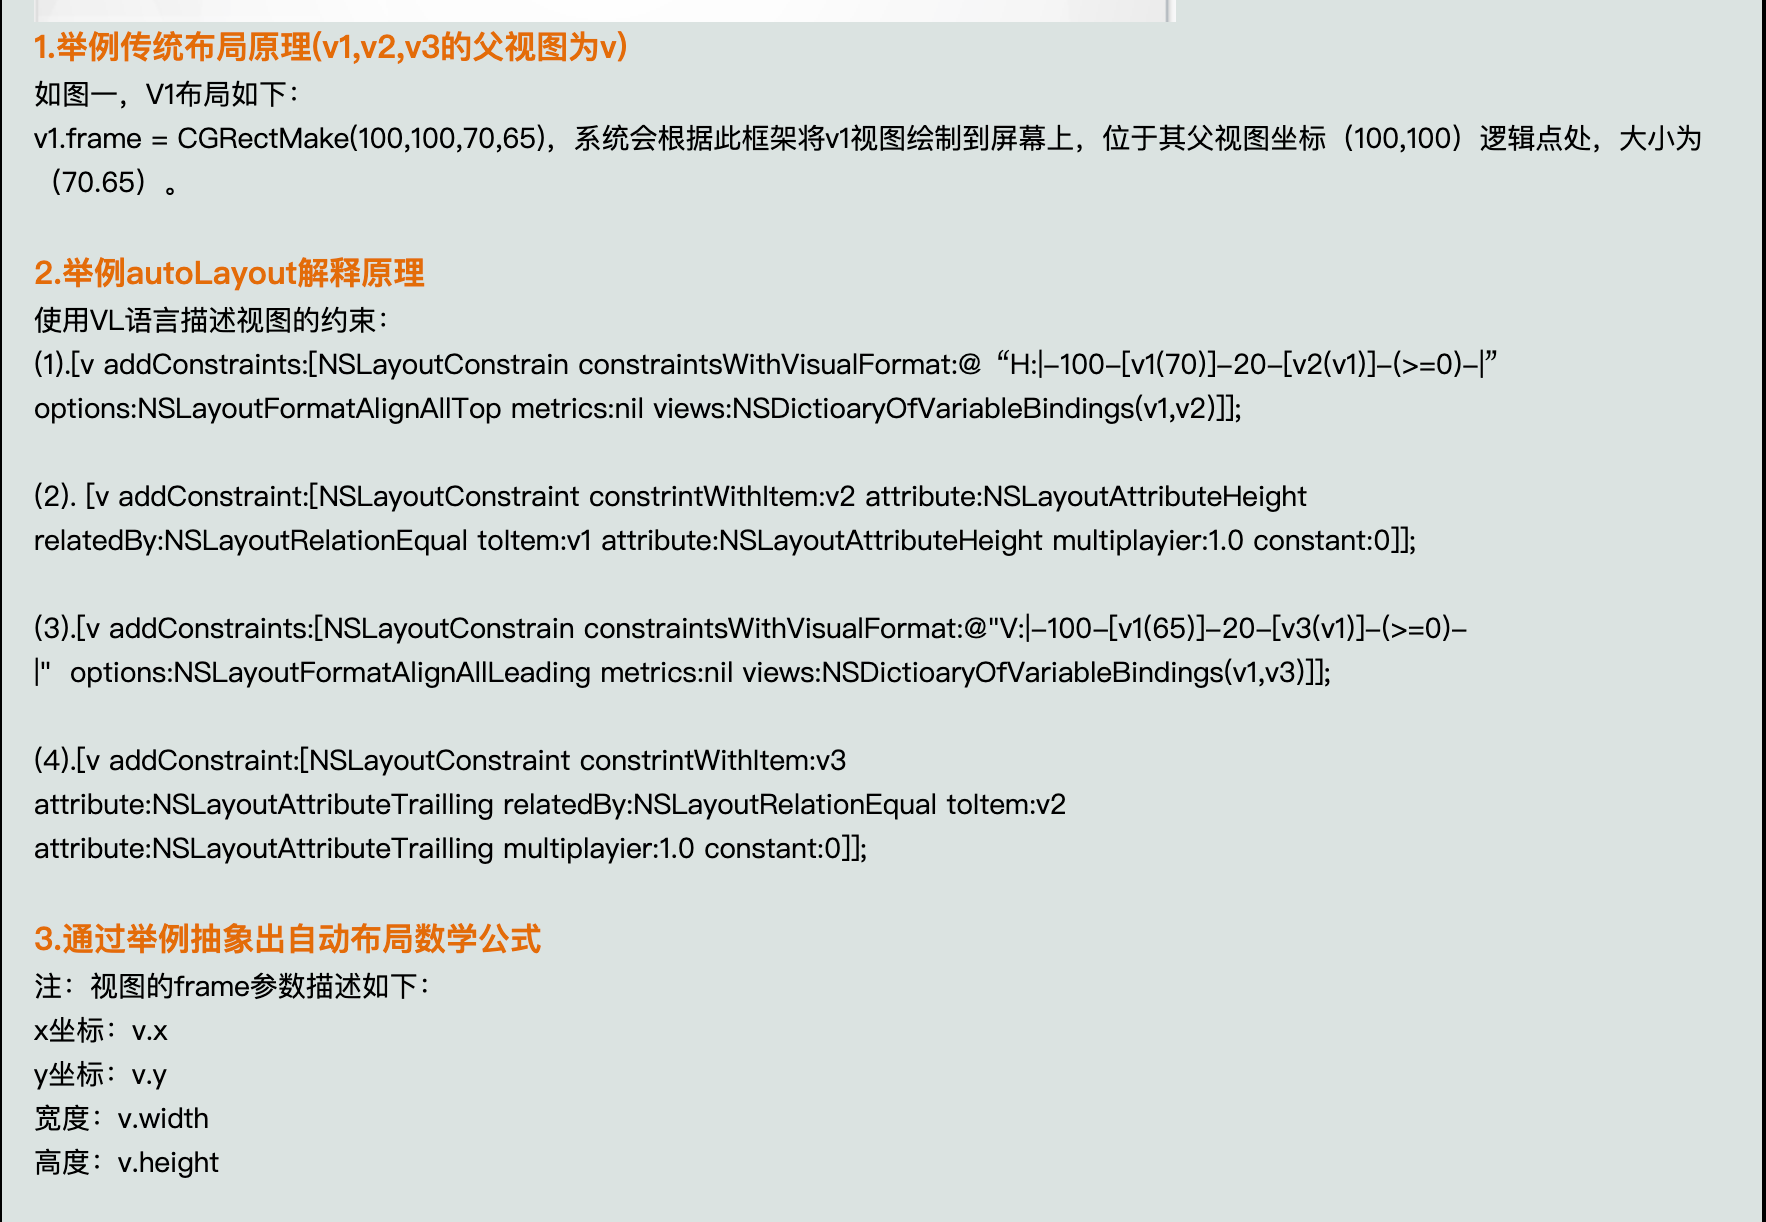 1.举例传统布局原理(v1,v2,v3的父视图为v)
如图一，V1布局如下：
v1.frame = CGRectMake(100,100,70,65)，系统会根据此框架将v1视图绘制到屏幕上，位于其父视图坐标（100,100）逻辑点处，大小为
（70.65）。
2.举例autoLayout解释原理
使用VL语言描述视图的约束：
(1).[v addConstraints:[NSLayoutConstrain constraintsWithVisualFormat:@“H:|–100–[v1(70)]–20–[v2(v1)]–(>=0)–|”
options:NSLayoutFormatAlignAllTop metrics:nil views:NSDictioaryOfVariableBindings(v1,v2)]];
(2). [v addConstraint:[NSLayoutConstraint constrintWithItem:v2 attribute:NSLayoutAttributeHeight
relatedBy:NSLayoutRelationEqual toItem:v1 attribute:NSLayoutAttributeHeight multiplayier:1.0 constant:0]];
(3).[v addConstraints:[NSLayoutConstrain constraintsWithVisualFormat:@"V:|–100–[v1(65)]–20–[v3(v1)]–(>=0)–
|"  options:NSLayoutFormatAlignAllLeading metrics:nil views:NSDictioaryOfVariableBindings(v1,v3)]];
(4).[v addConstraint:[NSLayoutConstraint constrintWithItem:v3
attribute:NSLayoutAttributeTrailling relatedBy:NSLayoutRelationEqual toItem:v2
attribute:NSLayoutAttributeTrailling multiplayier:1.0 constant:0]];
3.通过举例抽象出自动布局数学公式
注：视图的frame参数描述如下：
x坐标：v.x
y坐标：v.y
宽度：v.width
高度：v.height